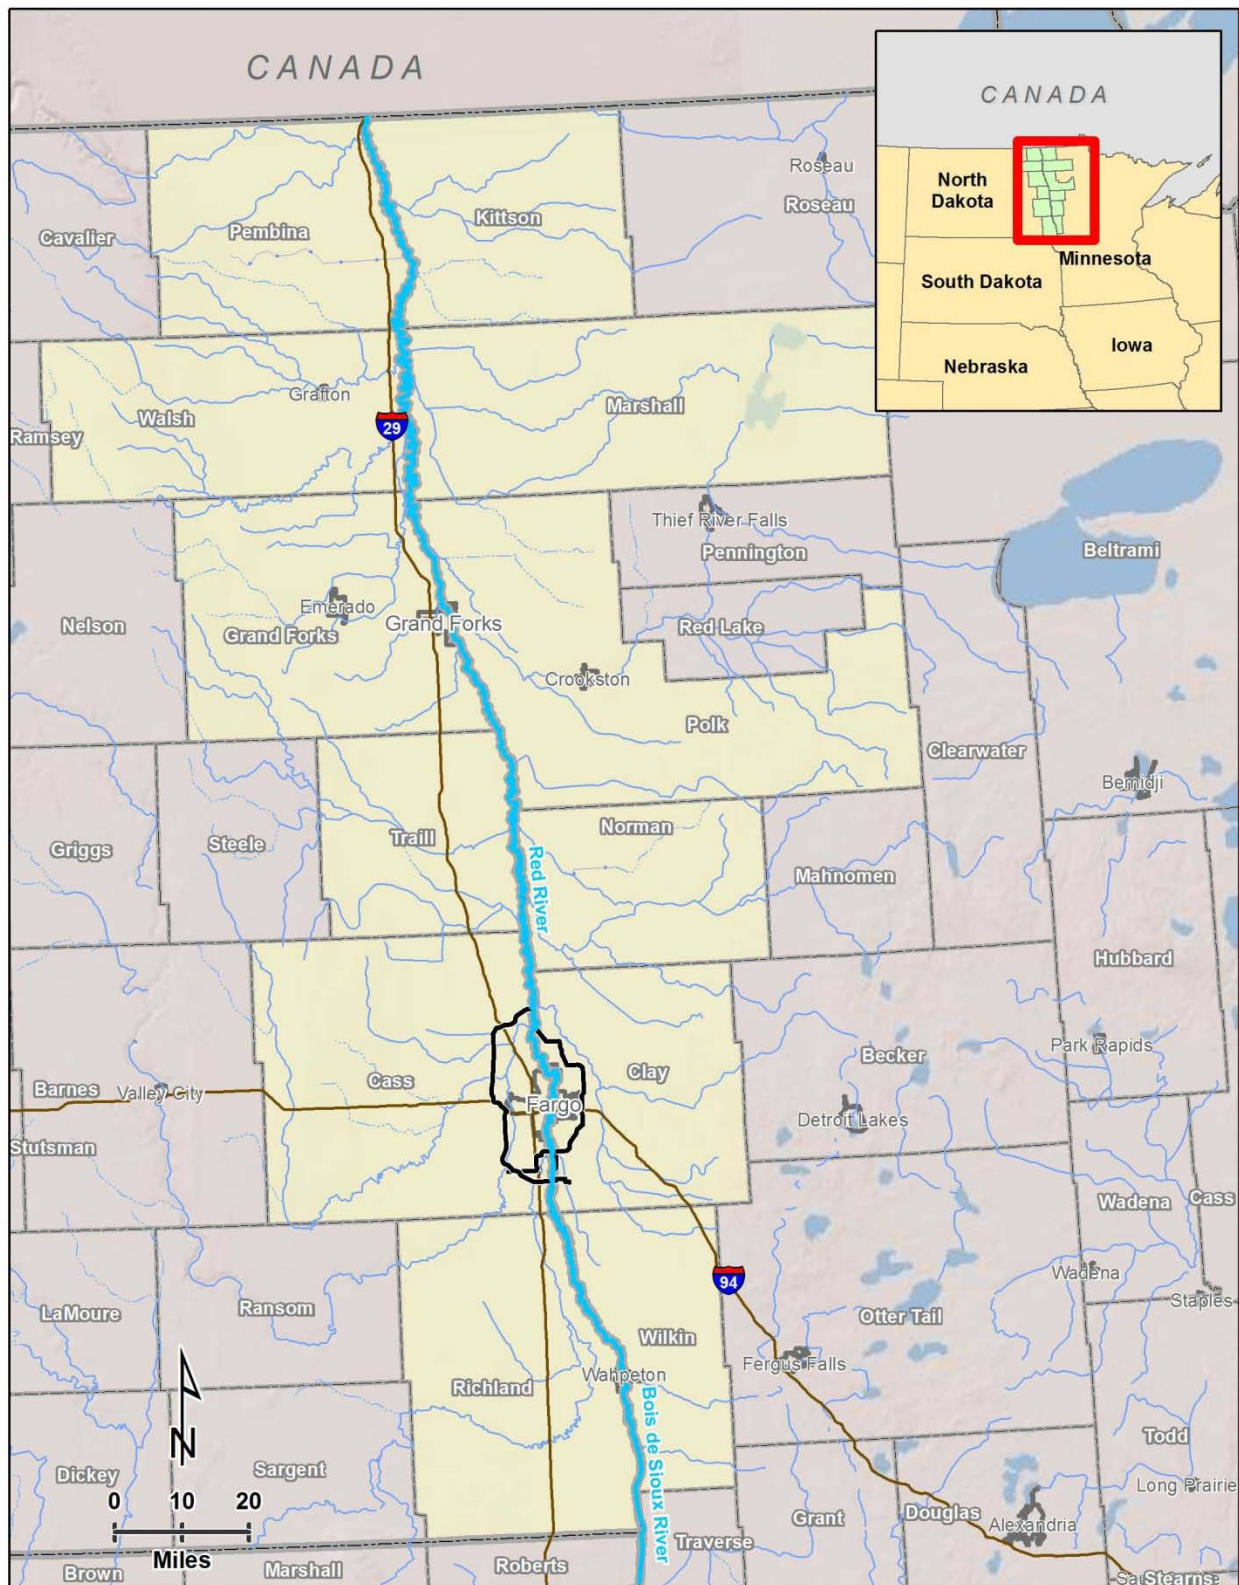 CANADA
CANADA
North
Dakota
South Dakota
Minnesota
Nebraska
Iowa
Roseau
Roseau
Kittson
Pembina
Cavalier
Grafton
Walsh
Marshall
Ramsey
29
Thief River Falls
Pennington
Beltrami
Emerado
Nelson
Grand Forks
Grand Forks
Red Lake
Crookston
Polk
Clearwater
Bemidji
Norman
Traill
Steele
Griggs
Red River
Mahnomen
Hubbard
Park Rapids
Becker
Clay
Cass
Barnes
Valley City
Fargo
Detroit Lakes
Stutsman
Wadena
Cass
94
Wadena
Staples
Ransom
LaMoure
Otter Tail
Wilkin
Fergus Falls
Wahpeton
Richland
Bois de Sioux River
N
Todd
Sargent
Dickey
Long Prairie
0 10 20
Miles
Grant
Douglas
Alexandria
Traverse
Roberts
Marshall
Brown
Stearns